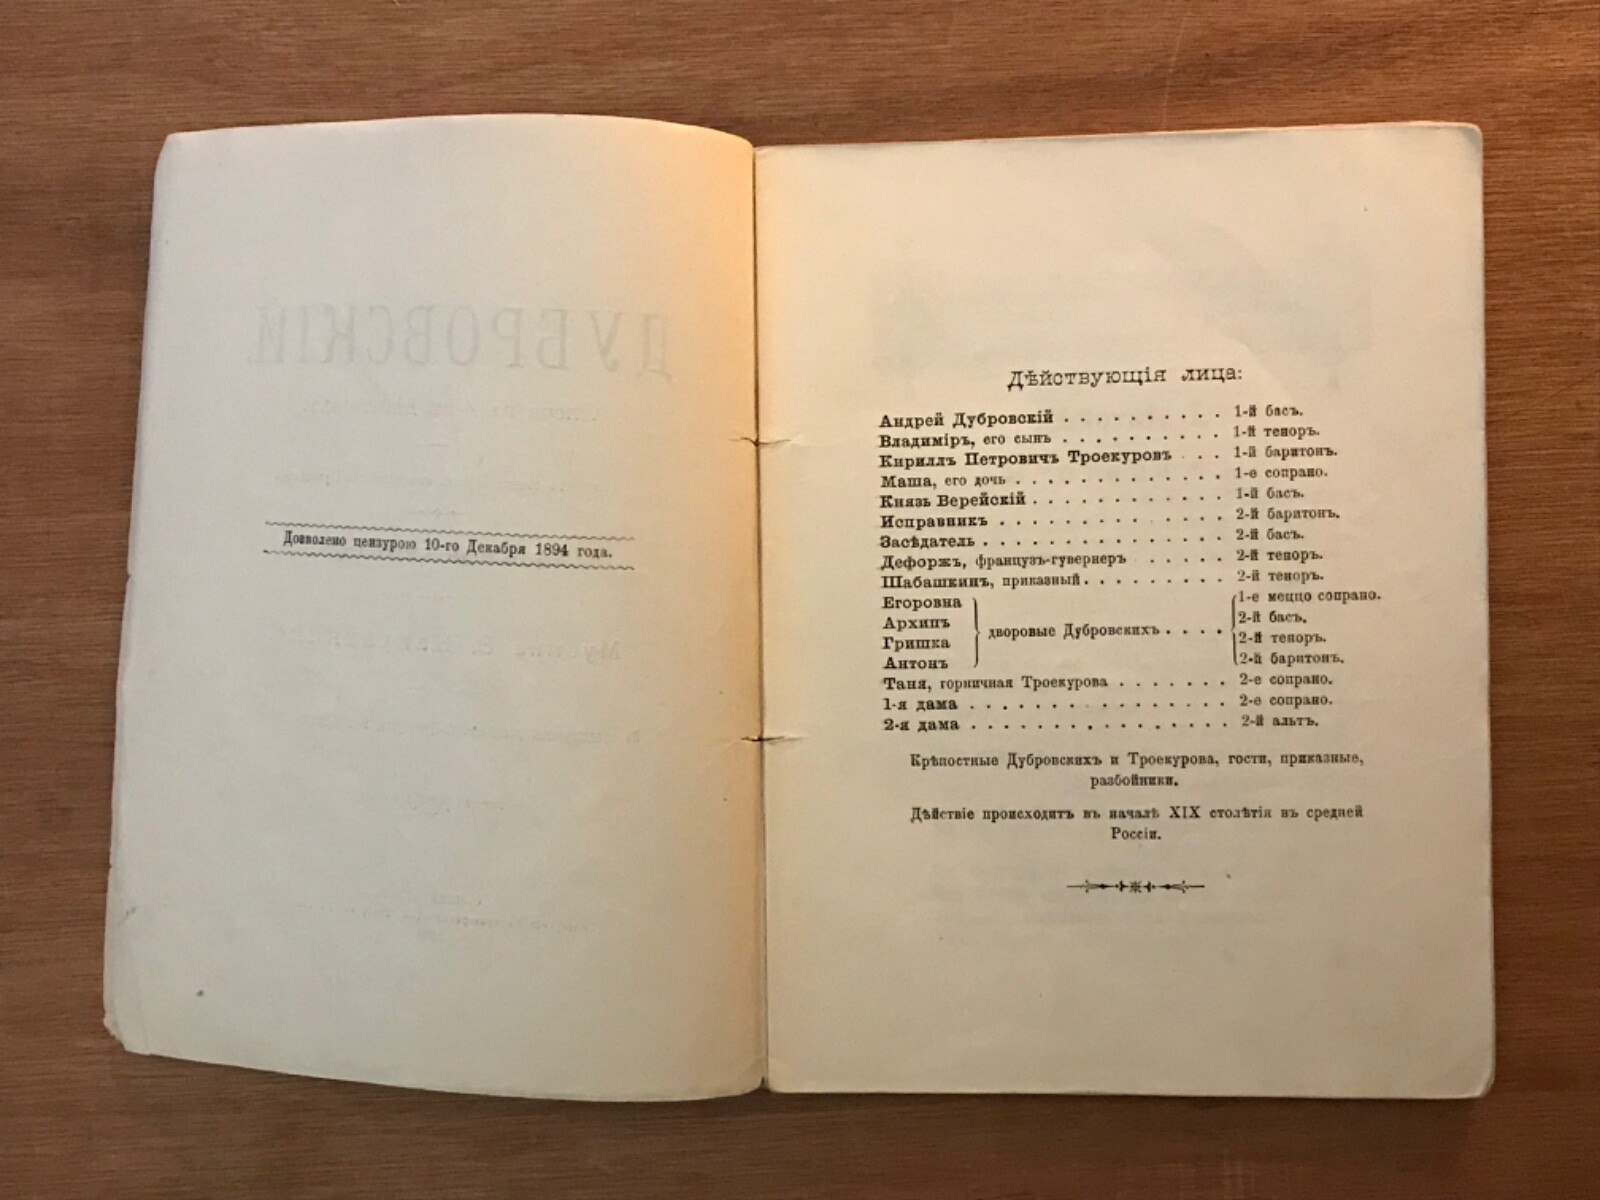 Дозволено цензурою 10-го Декабря 1894 года.
Дѣйствующія лица:
Андрей Дубровскій . . . . . . . . . . 1-й басъ.
Владиміръ, его сынъ . . . . . . . . . . 1-й теноръ.
Кириллъ Петровичъ Троекуровъ . . . 1-й баритонъ.
Маша, его дочь . . . . . . . . . . . . . 1-е сопрано.
Князь Верейскій . . . . . . . . . . . . 1-й басъ.
Исправникъ . . . . . . . . . . . . . . 2-й баритонъ.
Засѣдатель . . . . . . . . . . . . . . . 2-й басъ.
Дефоржъ, французъ-гувернеръ . . . . . 2-й теноръ.
Шабашкинъ, приказный . . . . . . . . . 2-й теноръ.
Егоровна 1-е меццо сопрано.
Архипъ 2-й басъ.
дворовые Дубровскихъ . . . .
Гришка 2-й теноръ.
Антонъ 2-й баритонъ.
Таня, горничная Троекурова . . . . . . . 2-е сопрано.
1-я дама . . . . . . . . . . . . . . . . 2-е сопрано.
2-я дама . . . . . . . . . . . . . . . . 2-й альтъ.
Крѣпостные Дубровскихъ и Троекурова, гости, приказные,
разбойники.
Дѣйствіе происходитъ въ началѣ XIX столѣтія въ средней
Россіи.